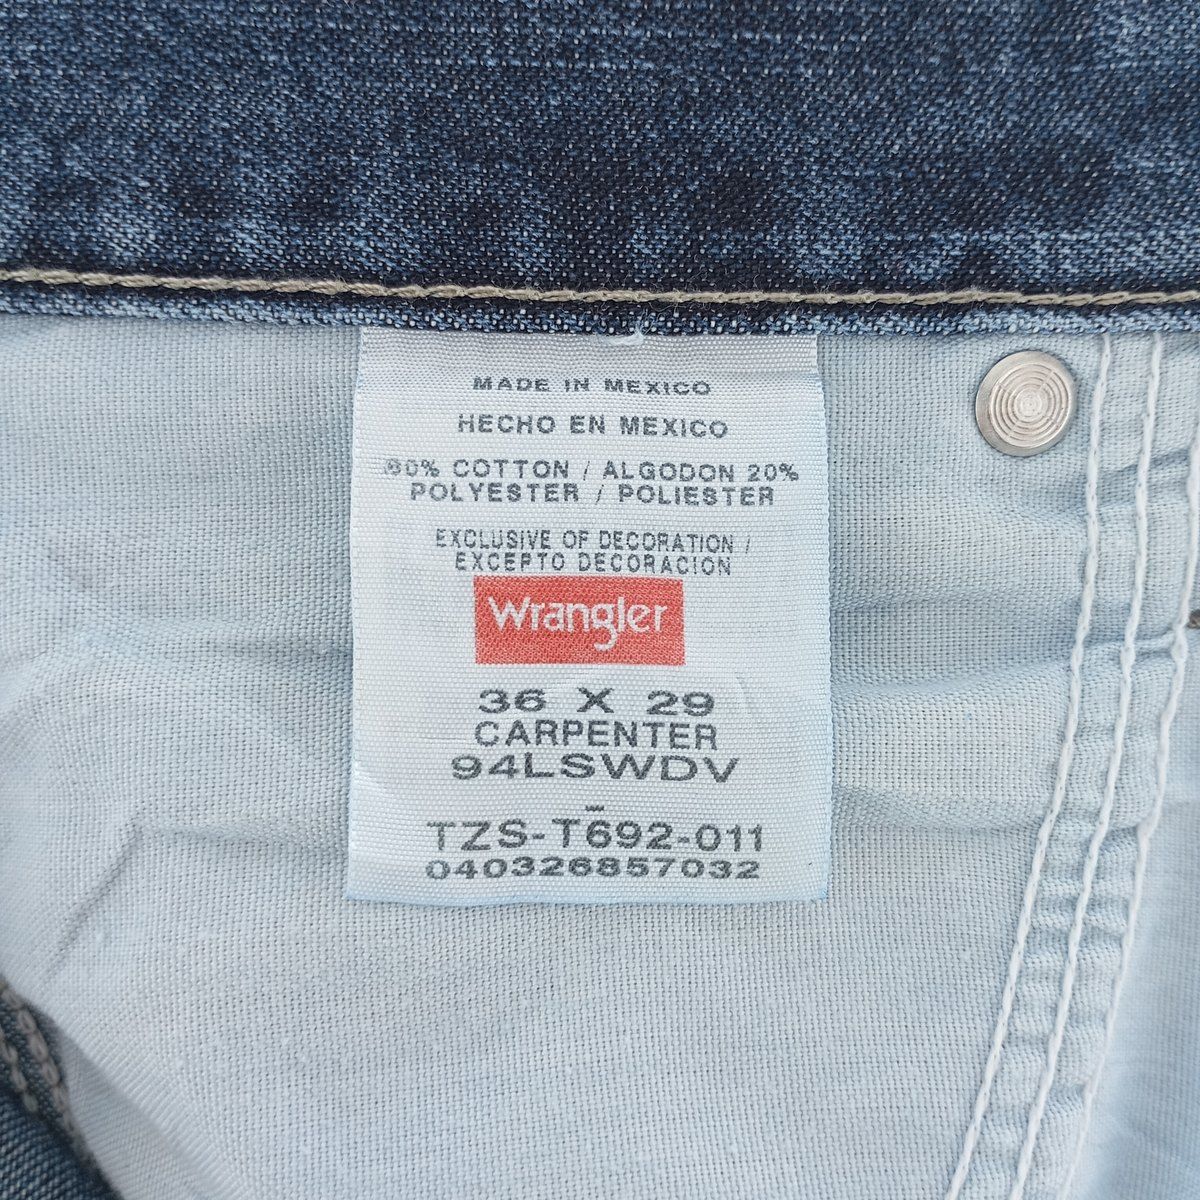 MADE IN MEXICO
HECHO EN MEXICO
80% COTTON / ALGODON 20%
POLYESTER / POLIESTER
EXCLUSIVE OF DECORATION /
EXCEPTO DECORACION
Wrangler
36 X 29
CARPENTER
94LSWDV
-
TZS-T692-011
040326857032